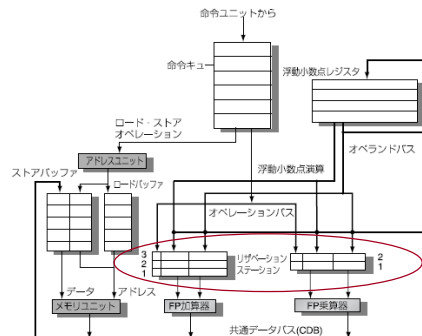 命令ユニットから
命令キュー
浮動小数点レジスタ
ロード・ストア
オペレーション
オペランドバス
アドレスユニット
ストアバッファ
ロードバッファ
浮動小数点演算
オペレーションバス
3
2
1
リザベーション
ステーション
2
1
データ
アドレス
メモリユニット
FP加算器
FP乗算器
共通データバス(CDB)